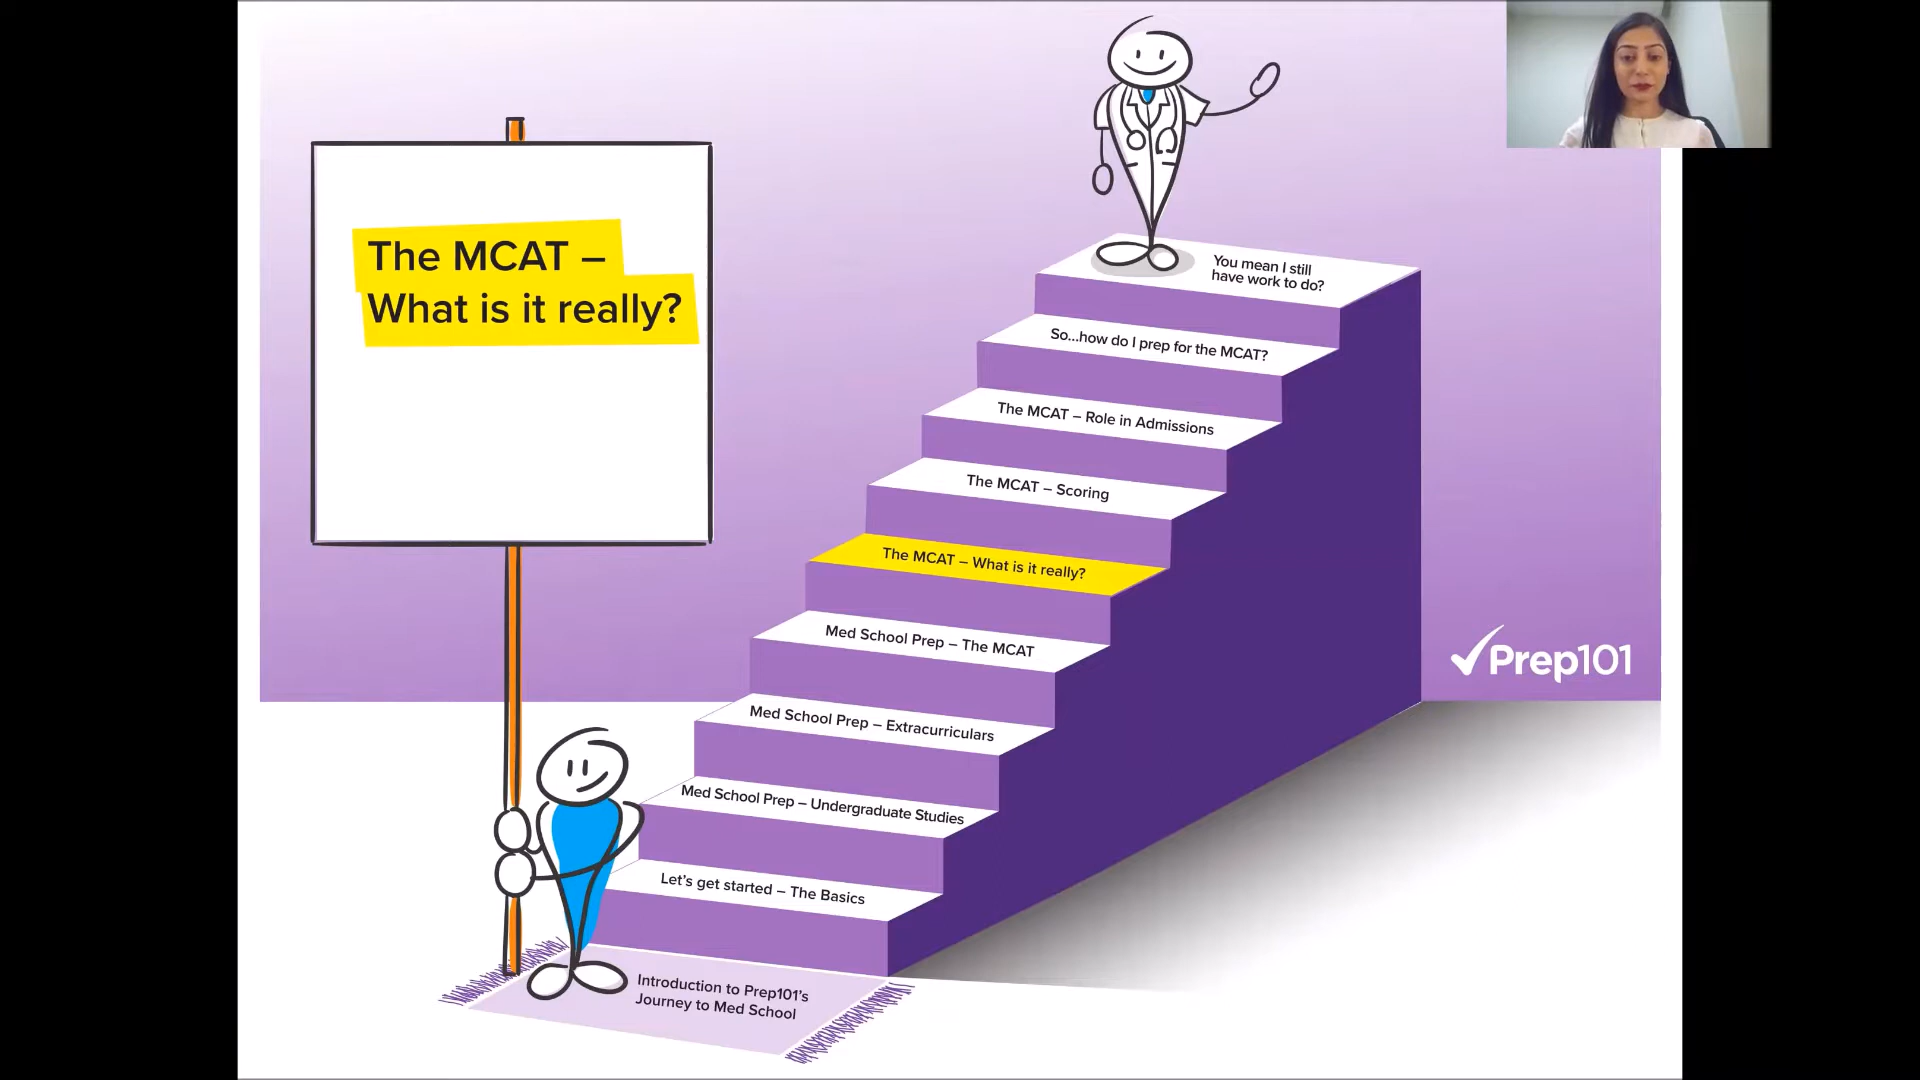 The MCAT –
What is it really?
You mean I still
have work to do?
So...how do I prep for the MCAT?
The MCAT – Role in Admissions
The MCAT – Scoring
The MCAT – What is it really?
Med School Prep – The MCAT
Med School Prep – Extracurriculars
Med School Prep – Undergraduate Studies
Let's get started – The Basics
Introduction to Prep101's
Journey to Med School
Prep101